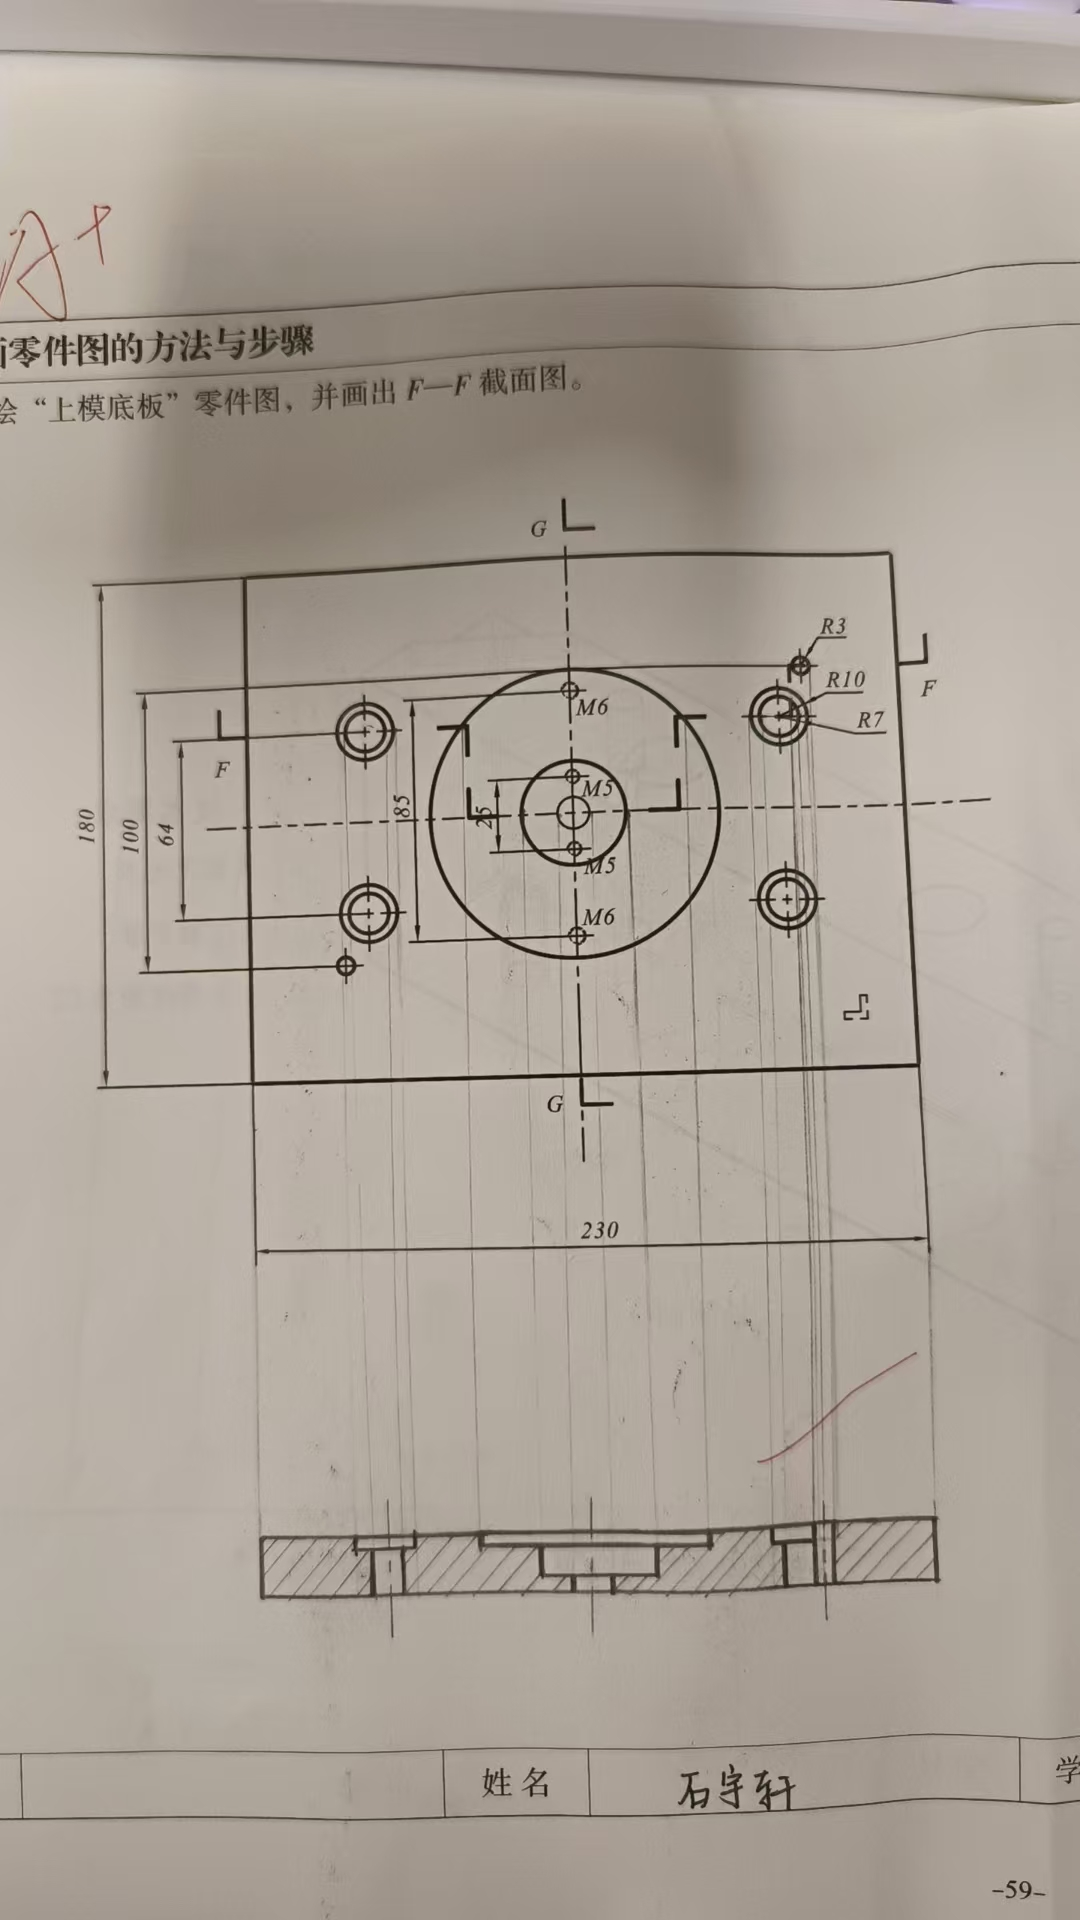 A+
画零件图的方法与步骤
绘“上模底板”零件图，并画出 F—F 截面图。
G
R3
F
R10
M6
R7
F
85
M5
180
100
64
25
M5
M6
G
230
姓名
石宇轩
学
-59-